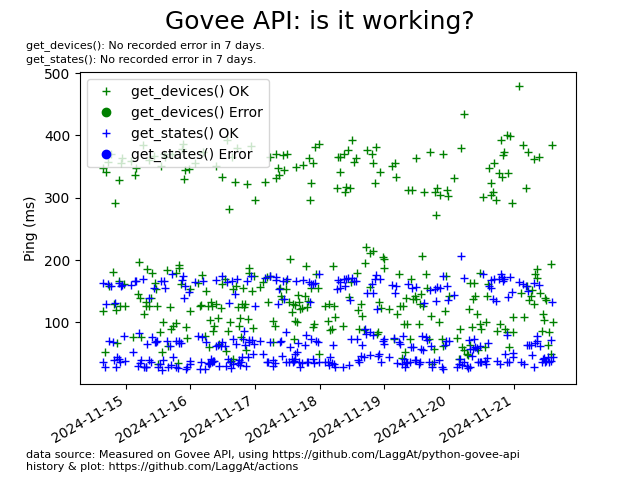 Govee API: is it working?
get_devices(): No recorded error in 7 days.
get_states(): No recorded error in 7 days.
500
400
300
200
100
Ping (ms)
get_devices() OK
get_devices() Error
get_states() OK
get_states() Error
2024-11-15
2024-11-16
2024-11-17
2024-11-18
2024-11-19
2024-11-20
2024-11-21
data source: Measured on Govee API, using https://github.com/LaggAt/python-govee-api
history & plot: https://github.com/LaggAt/actions